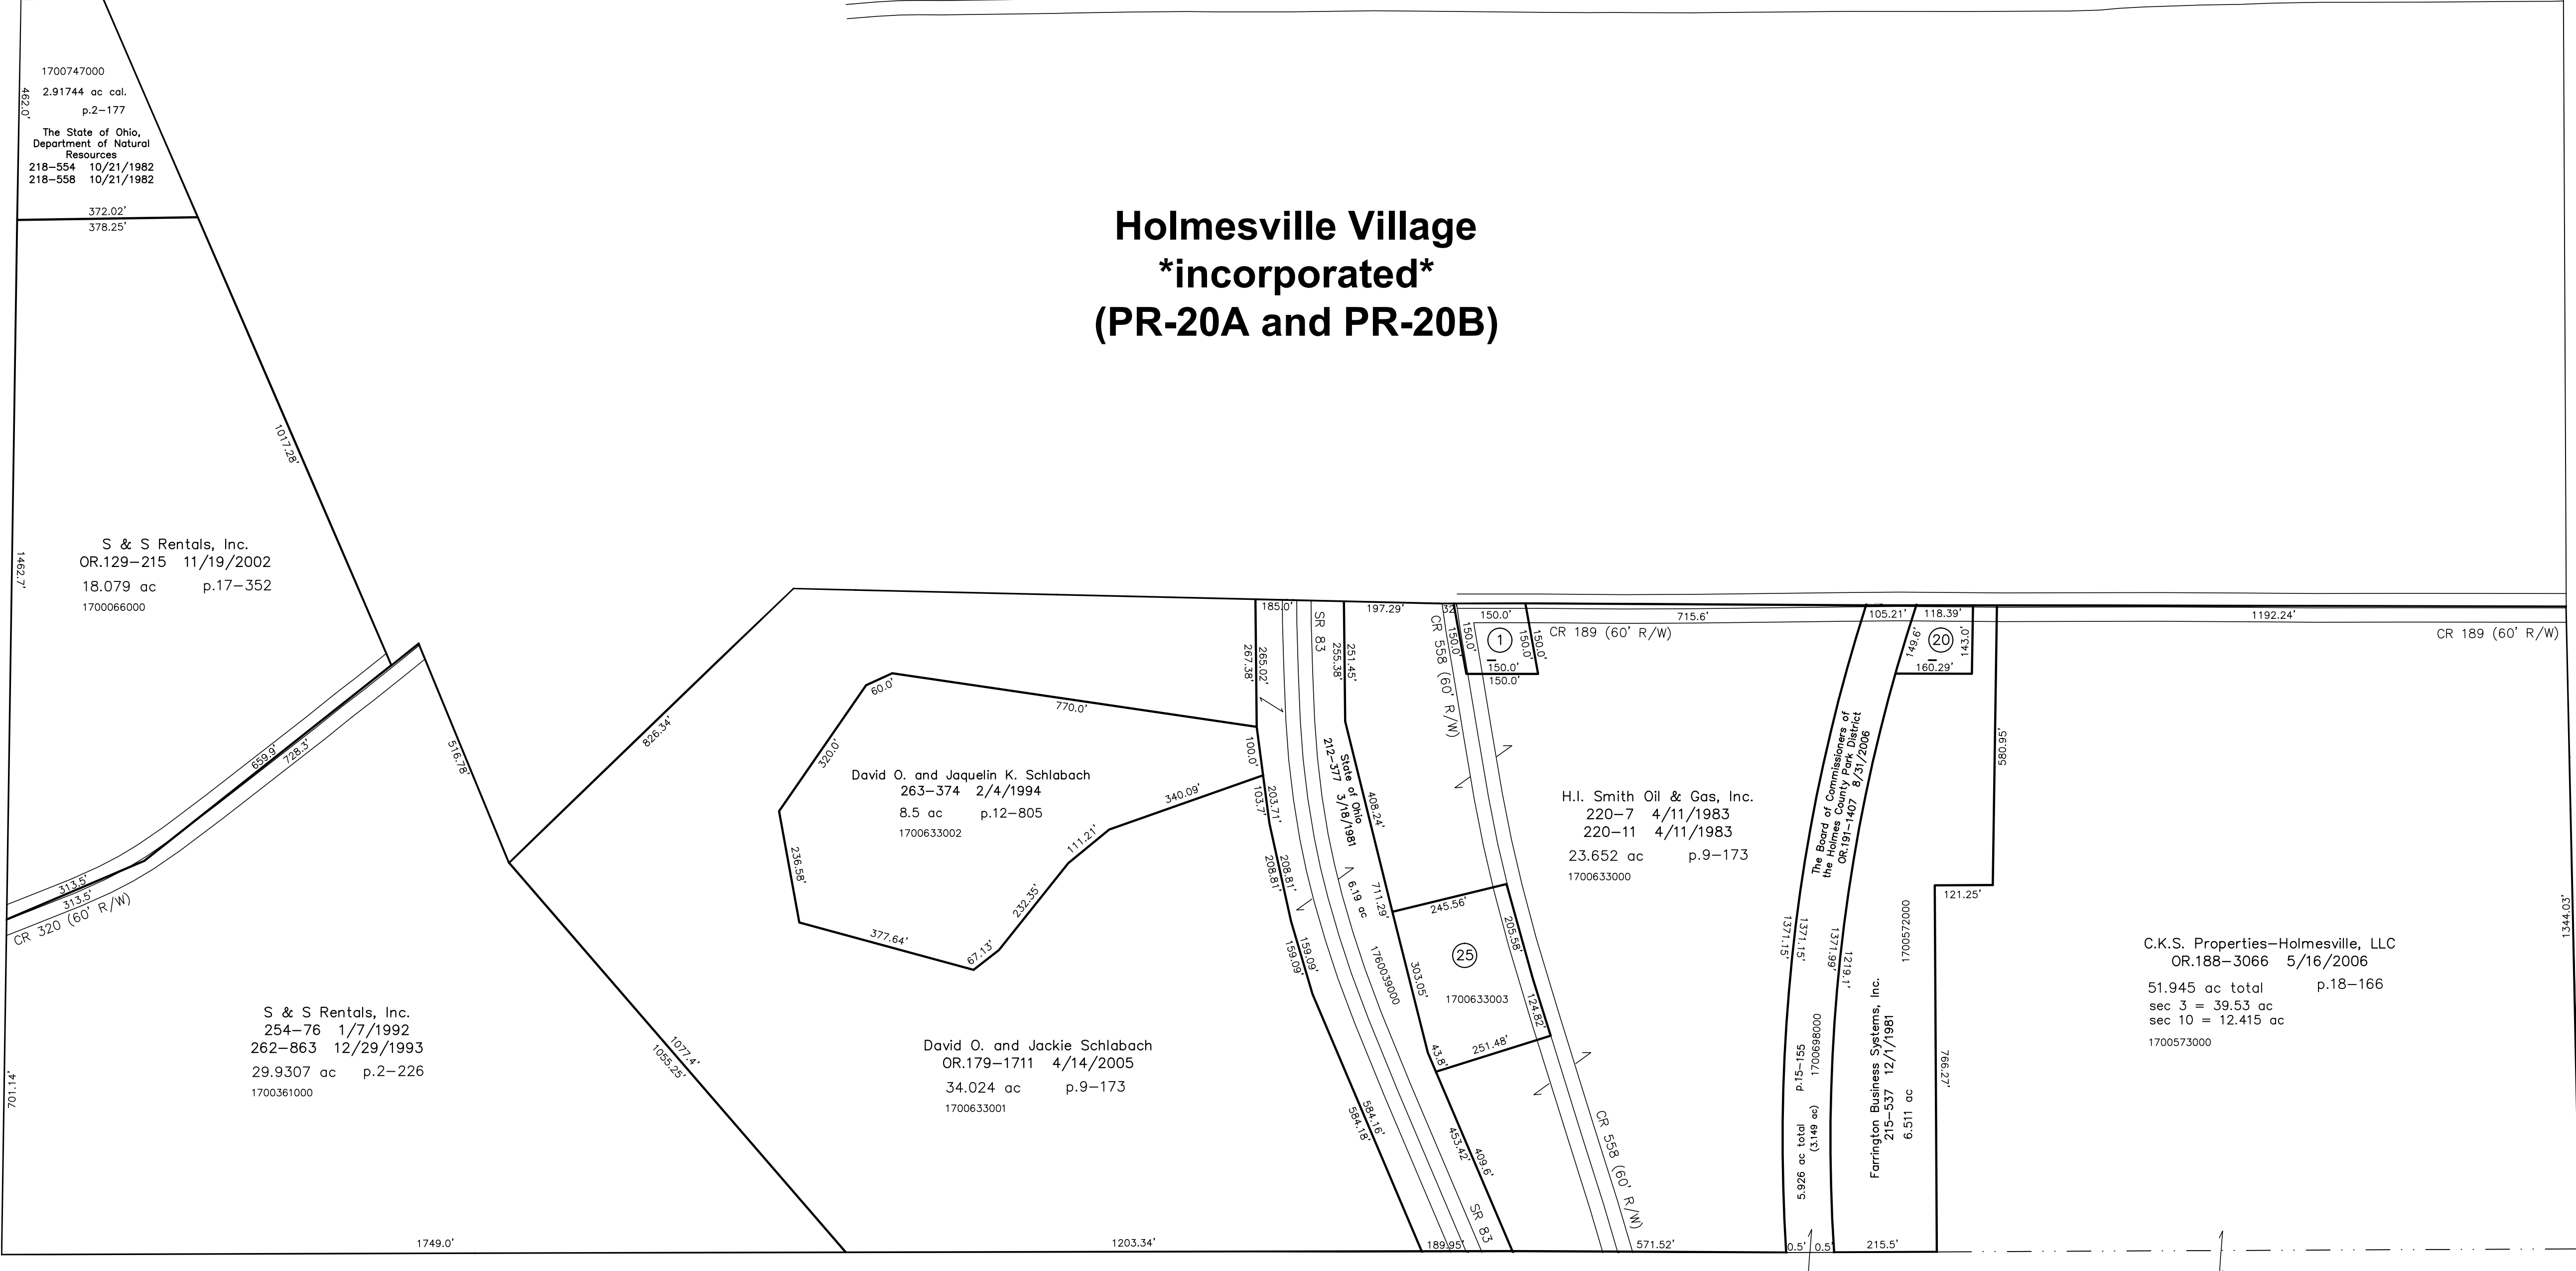 462.0'
1700747000
2.91744 ac cal.
p.2-177
The State of Ohio,
Department of Natural
Resources
218-554 10/21/1982
218-558 10/21/1982
372.02'
378.25'
Holmesville Village
*incorporated*
(PR-20A and PR-20B)
1017.28'
1462.7'
S & S Rentals, Inc.
OR.129-215 11/19/2002
18.079 ac p.17-352
1700066000
659.9'
728.3'
313.5'
313.5'
CR 320 (60' R/W)
516.78'
826.34'
S & S Rentals, Inc.
254-76 1/7/1992
262-863 12/29/1993
29.9307 ac p.2-226
1700361000
701.14'
1749.0'
1077.4'
1055.25'
60.0'
770.0'
320.0'
236.58'
377.64'
67.13'
232.35'
111.21'
340.09'
David O. and Jaquelin K. Schlabach
263-374 2/4/1994
8.5 ac p.12-805
1700633002
David O. and Jackie Schlabach
OR.179-1711 4/14/2005
34.024 ac p.9-173
1700633001
1203.34'
185.0'
267.38'
265.02'
100.0'
103.7'
203.71'
208.81'
208.81'
159.09'
159.09'
584.16'
584.18'
SR 83
255.38'
251.45'
State of Ohio
212-377 3/18/1981
6.19 ac
1760039000
408.24'
711.29'
303.05'
43.8'
453.42'
409.6'
SR 83
189.95'
197.29'
32
CR 558 (60' R/W)
150.0'
150.0'
150.0'
1
150.0'
150.0'
150.0'
150.0'
CR 189 (60' R/W)
715.6'
H.I. Smith Oil & Gas, Inc.
220-7 4/11/1983
220-11 4/11/1983
23.652 ac p.9-173
1700633000
245.56'
205.58'
25
1700633003
124.82'
251.48'
CR 558 (60' R/W)
571.52'
105.21'
118.39'
149.6'
20
143.0'
160.29'
The Board of Commissioners of
the Holmes County Park District
OR.191-1407 8/31/2006
1371.15'
1371.15'
1371.99'
1219.1'
5.926 ac total p.15-155
(3.149 ac) 1700698000
0.5'
0.5'
Farrington Business Systems, Inc.
215-537 12/1/1981
6.511 ac
1700572000
215.5'
580.95'
121.25'
766.27'
1192.24'
CR 189 (60' R/W)
1344.03'
C.K.S. Properties-Holmesville, LLC
OR.188-3066 5/16/2006
51.945 ac total p.18-166
sec 3 = 39.53 ac
sec 10 = 12.415 ac
1700573000